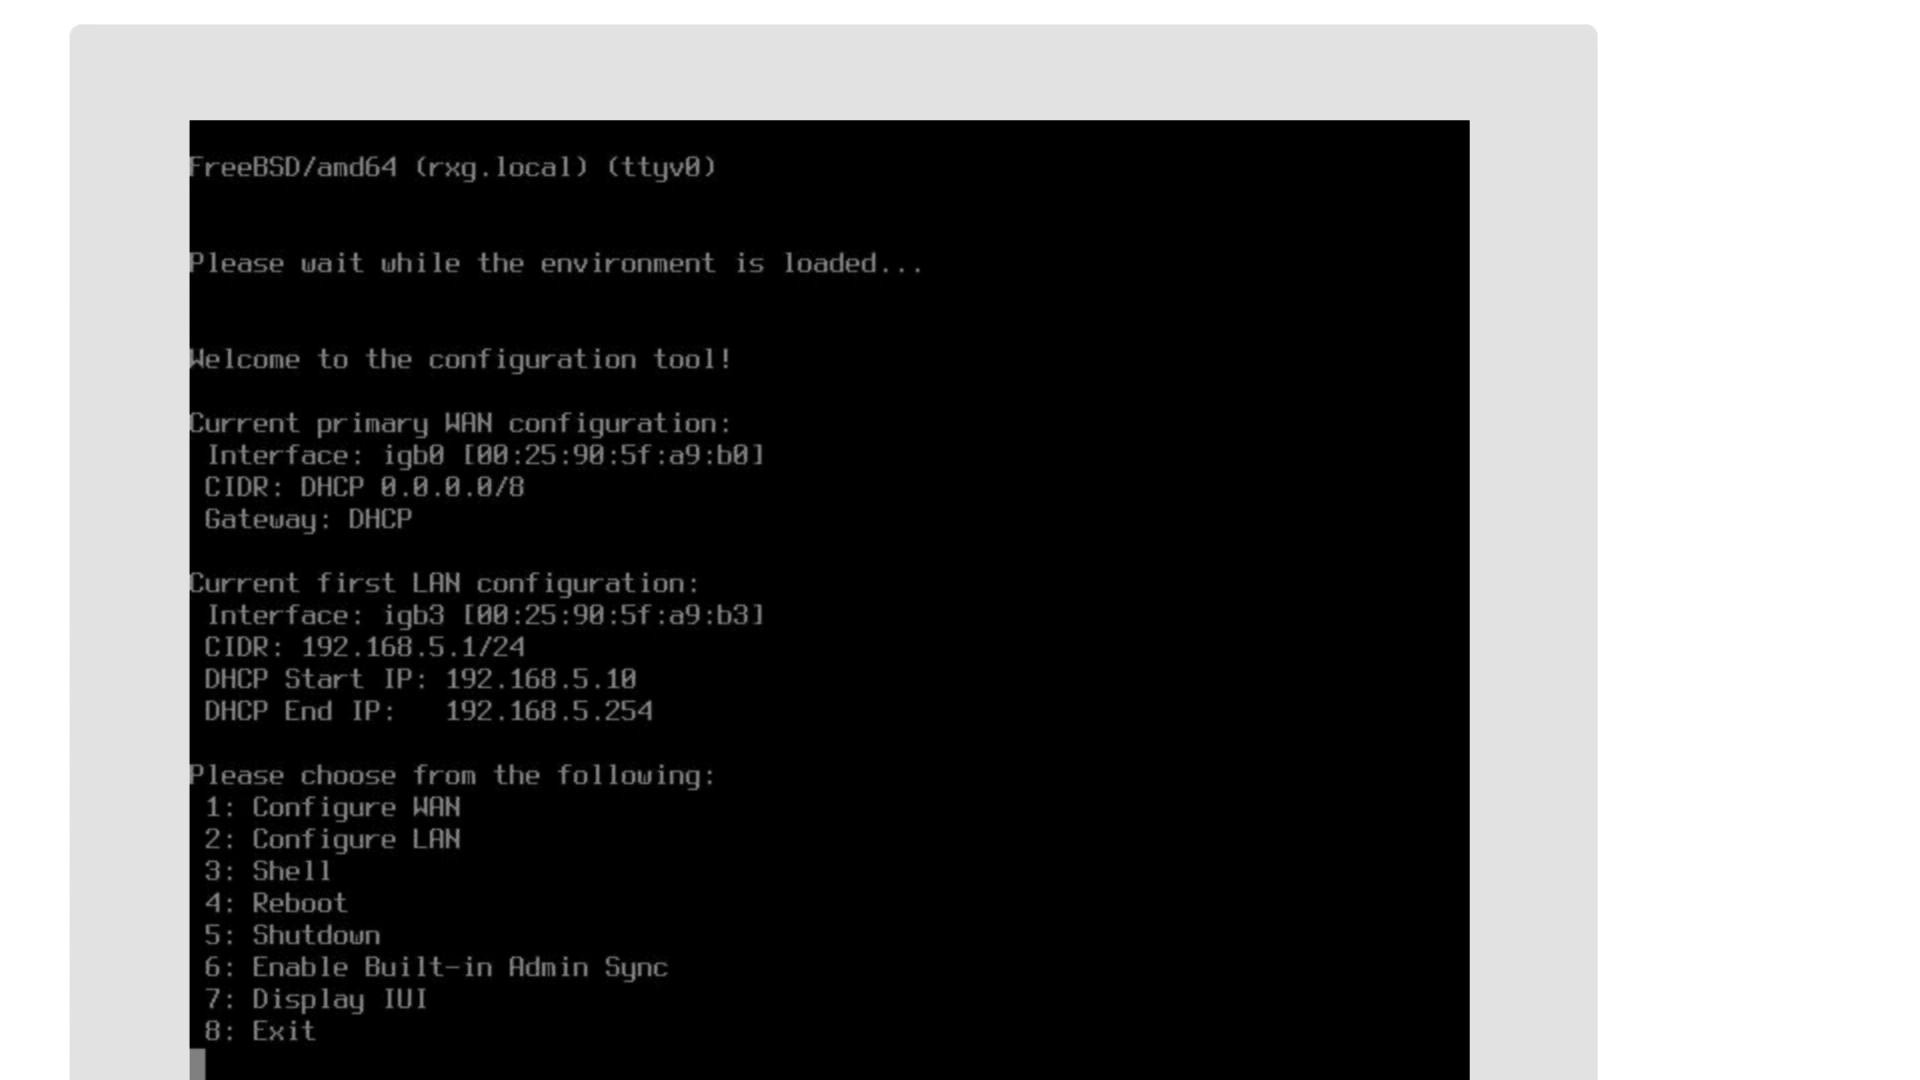 FreeBSD/amd64 (rxg.local) (ttyv0)
Please wait while the environment is loaded...
Welcome to the configuration tool!
Current primary WAN configuration:
Interface: igb0 [00:25:90:5f:a9:b0]
CIDR: DHCP 0.0.0.0/8
Gateway: DHCP
Current first LAN configuration:
Interface: igb3 [00:25:90:5f:a9:b3]
CIDR: 192.168.5.1/24
DHCP Start IP: 192.168.5.10
DHCP End IP: 192.168.5.254
Please choose from the following:
1: Configure WAN
2: Configure LAN
3: Shell
4: Reboot
5: Shutdown
6: Enable Built-in Admin Sync
7: Display IUI
8: Exit